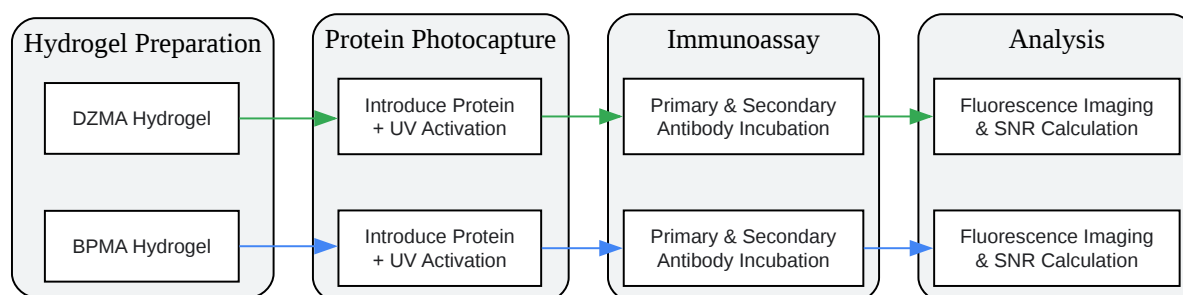 Hydrogel Preparation
DZMA Hydrogel
BPMA Hydrogel
Protein Photocapture
Introduce Protein
+ UV Activation
Introduce Protein
+ UV Activation
Immunoassay
Primary & Secondary
Antibody Incubation
Primary & Secondary
Antibody Incubation
Analysis
Fluorescence Imaging
& SNR Calculation
Fluorescence Imaging
& SNR Calculation